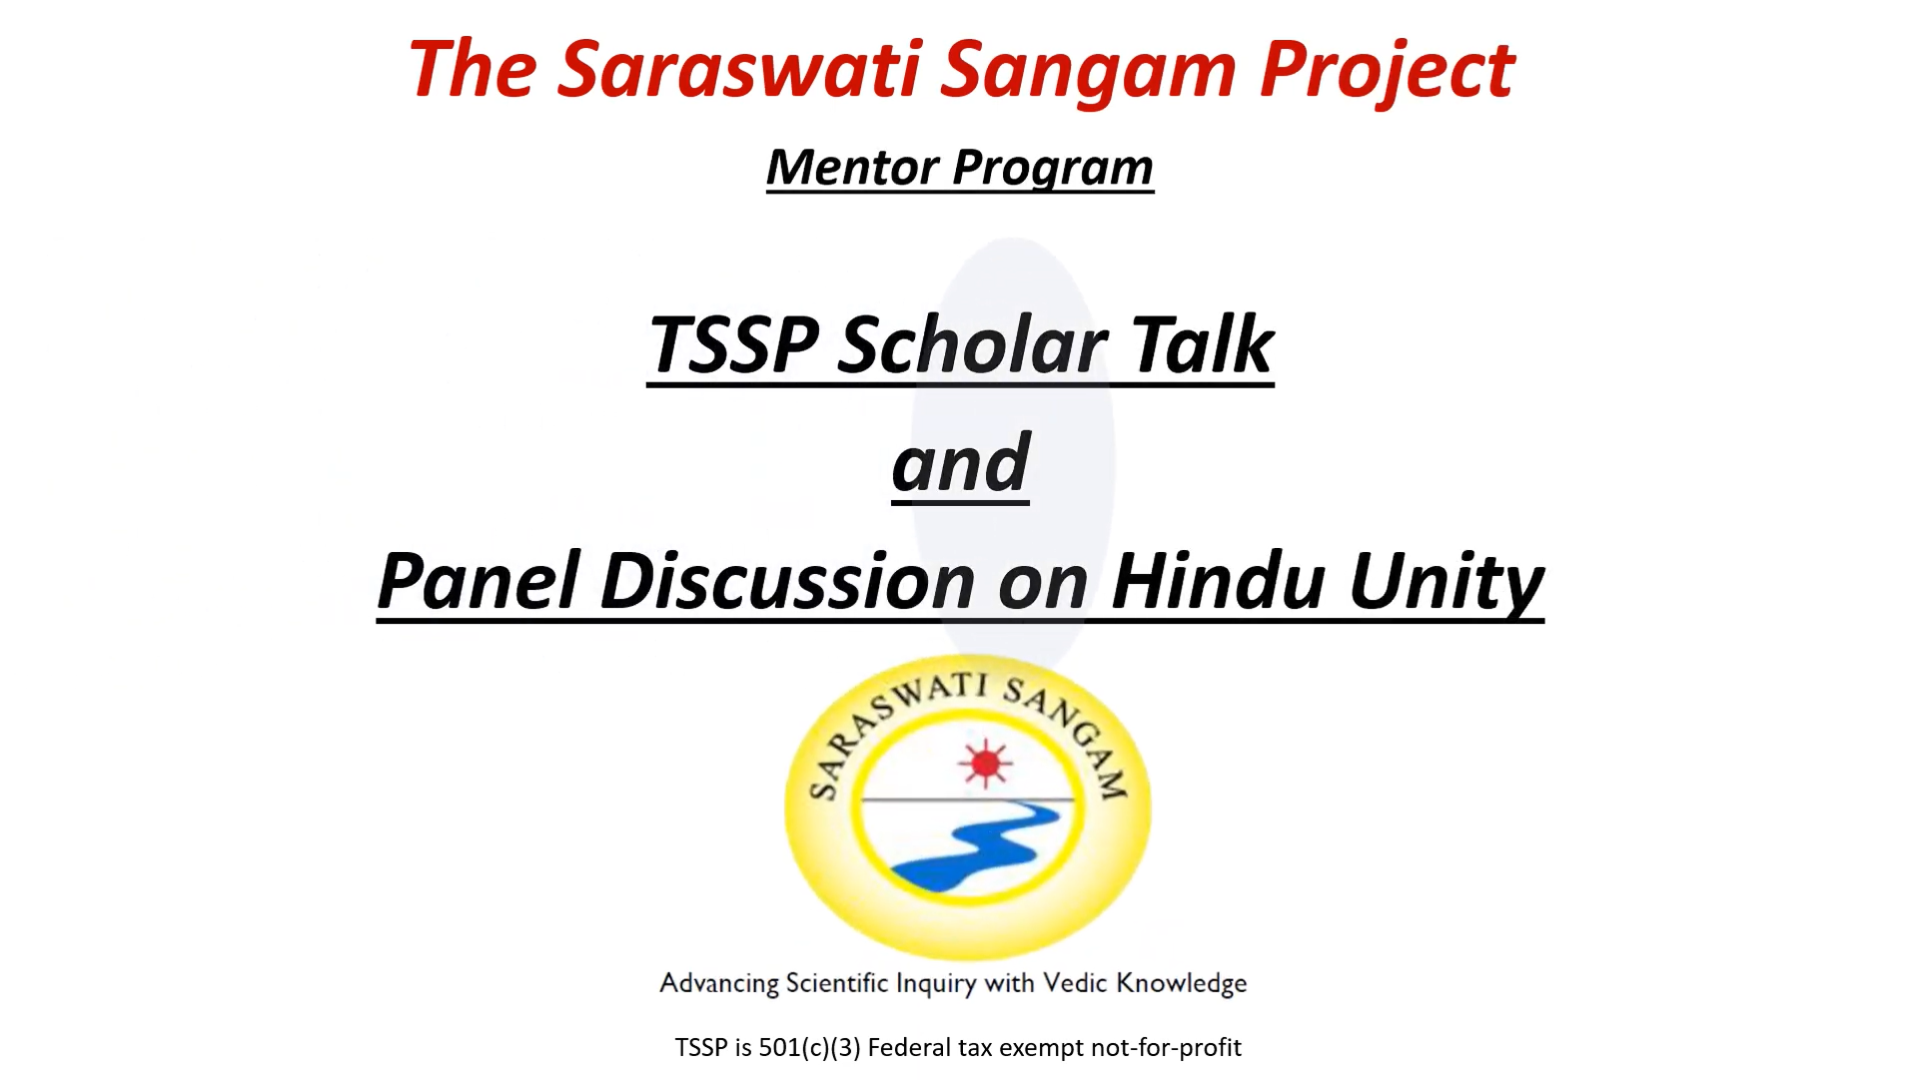 The Saraswati Sangam Project
Mentor Program
TSSP Scholar Talk
and
Panel Discussion on Hindu Unity
SARASWATI SANGAM
Advancing Scientific Inquiry with Vedic Knowledge
TSSP is 501(c)(3) Federal tax exempt not-for-profit